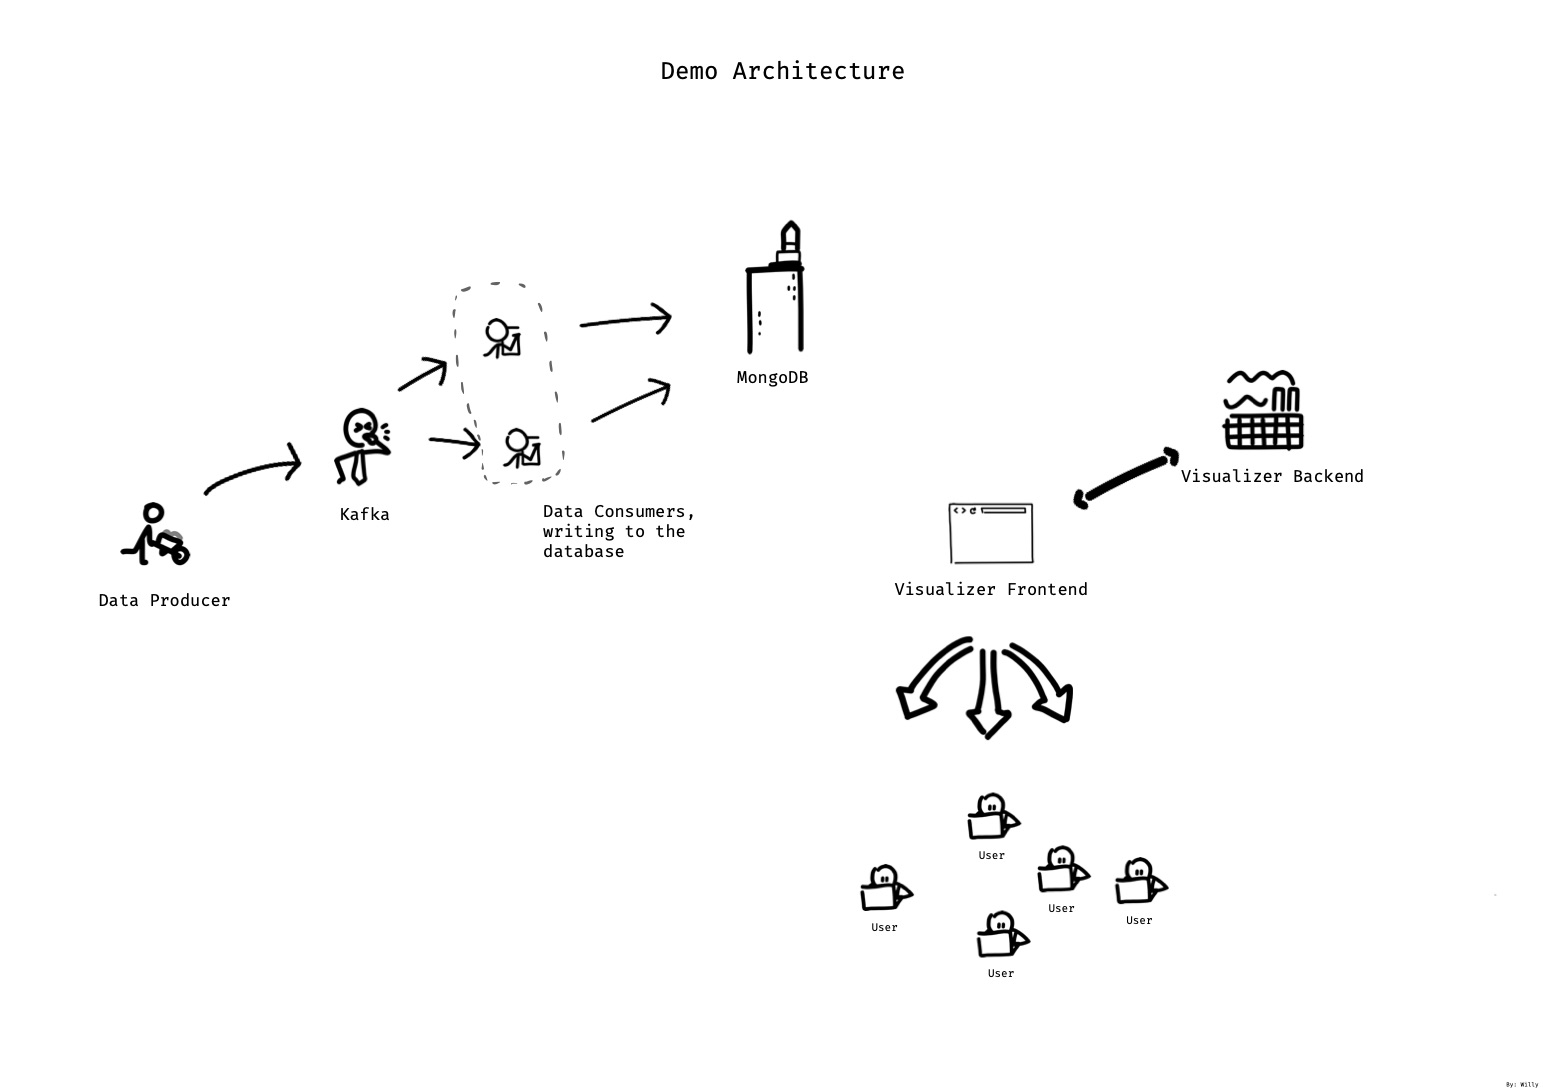 Demo Architecture
MongoDB
Visualizer Backend
Kafka
Data Consumers,
writing to the
database
Visualizer Frontend
Data Producer
User
User
User
User
User
By: Willy